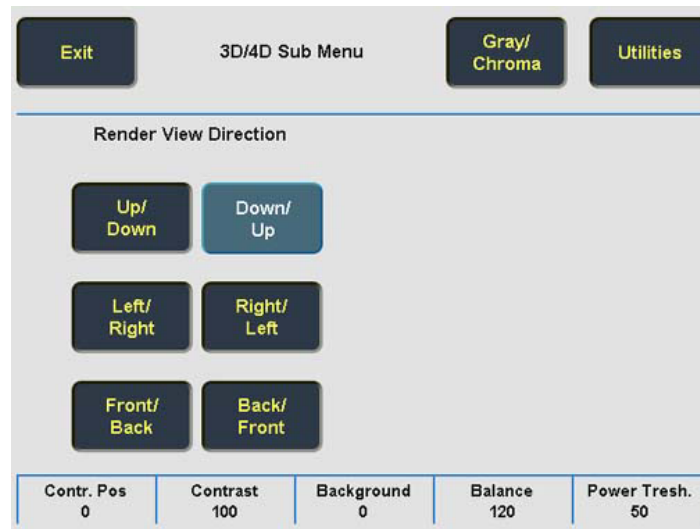 Exit
3D/4D Sub Menu
Gray/
Chroma
Utilities
Render View Direction
Up/
Down
Down/
Up
Left/
Right
Right/
Left
Front/
Back
Back/
Front
Contr. Pos
0
Contrast
100
Background
0
Balance
120
Power Tresh.
50